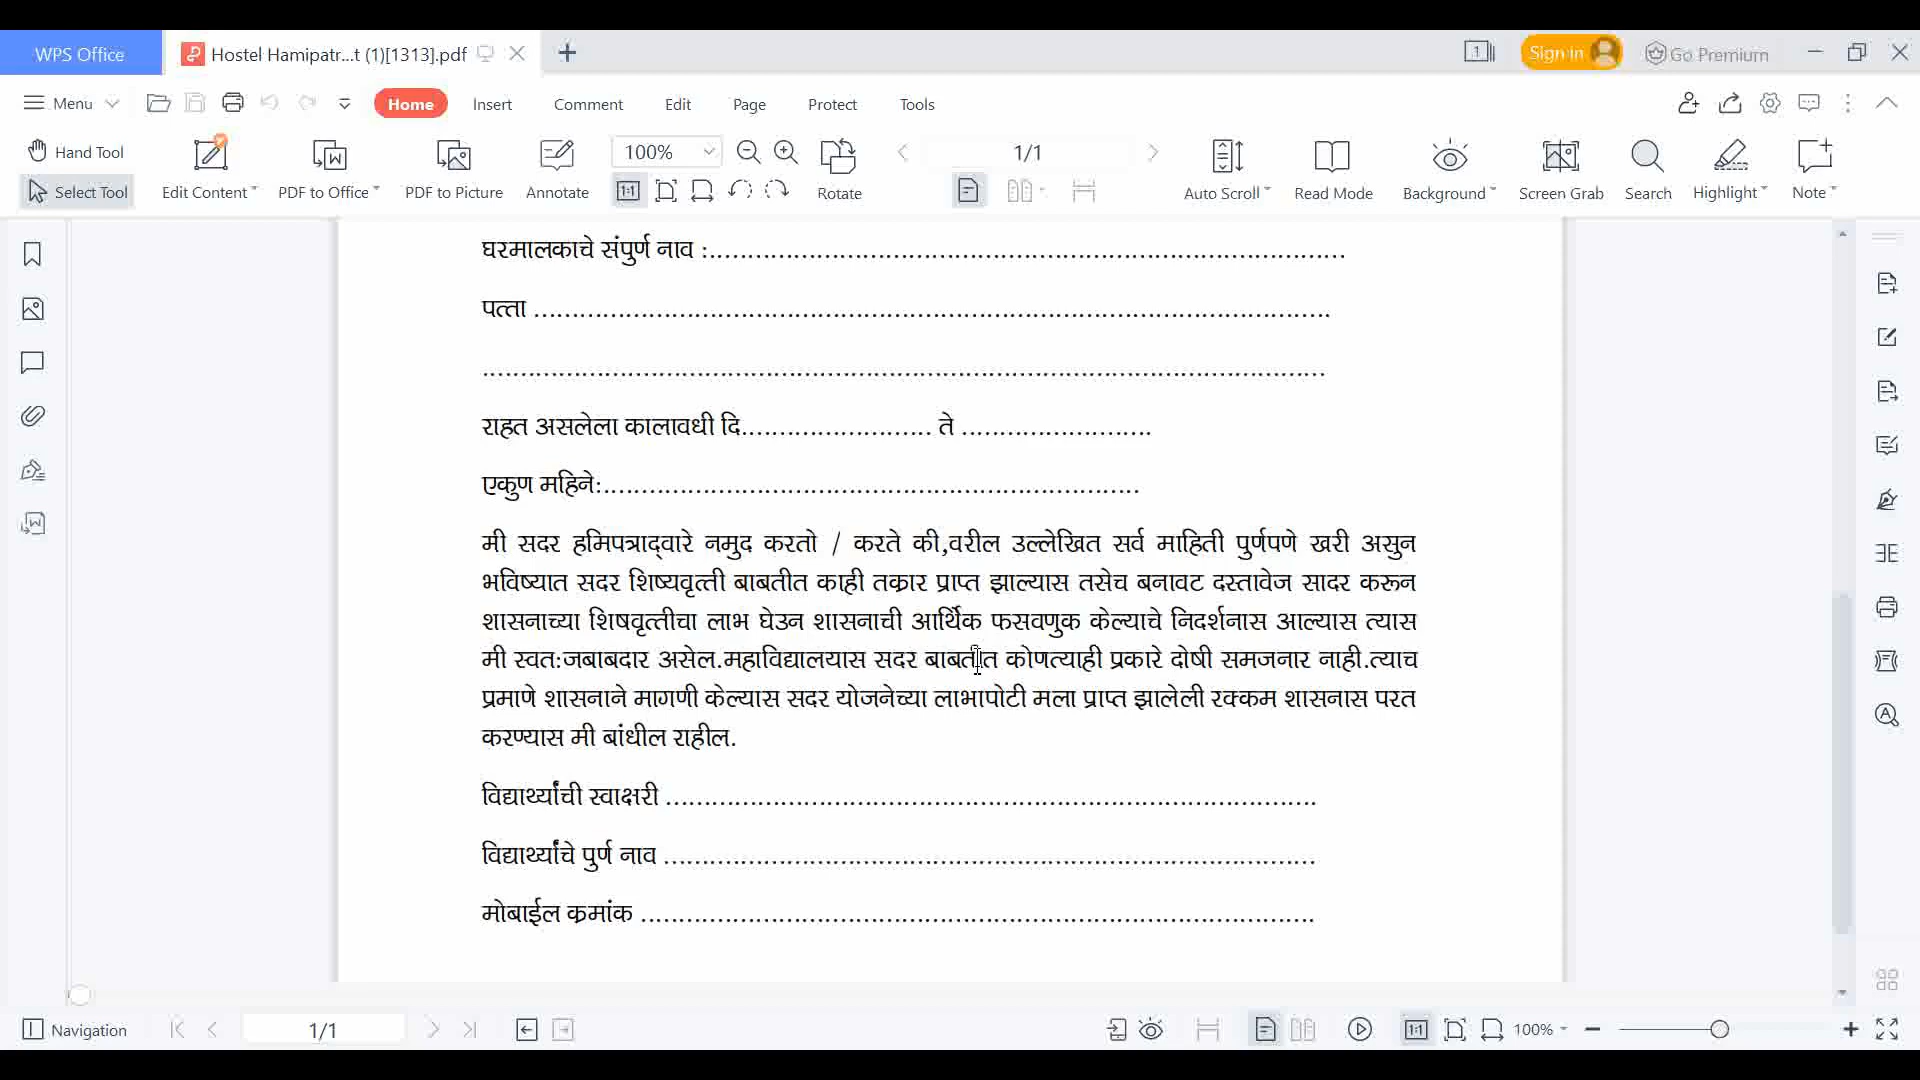 WPS Office
Hostel Hamipatr...t (1)[1313].pdf
1
Sign in
Go Premium
Menu
Home
Insert
Comment
Edit
Page
Protect
Tools
Hand Tool
Select Tool
Edit Content
PDF to Office
PDF to Picture
Annotate
100%
1:1
Rotate
1/1
Auto Scroll
Read Mode
Background
Screen Grab
Search
Highlight
Note
घरमालकाचे संपुर्ण नाव :....................................................................................
पत्ता .........................................................................................................
...............................................................................................................
राहत असलेला कालावधी दि......................... ते .........................
एकुण महिने:.......................................................................
मी सदर हमिपत्राद्वारे नमुद करतो / करते की,वरील उल्लेखित सर्व माहिती पुर्णपणे खरी असुन
भविष्यात सदर शिष्यवृत्ती बाबतीत काही तक्रार प्राप्त झाल्यास तसेच बनावट दस्तावेज सादर करून
शासनाच्या शिषवृत्तीचा लाभ घेउन शासनाची आर्थिक फसवणुक केल्याचे निदर्शनास आल्यास त्यास
मी स्वत:जबाबदार असेल.महाविद्यालयास सदर बाबतीत कोणत्याही प्रकारे दोषी समजनार नाही.त्याच
प्रमाणे शासनाने मागणी केल्यास सदर योजनेच्या लाभापोटी मला प्राप्त झालेली रक्कम शासनास परत
करण्यास मी बांधील राहील.
विद्यार्थ्यांची स्वाक्षरी .....................................................................................
विद्यार्थ्यांचे पुर्ण नाव .....................................................................................
मोबाईल क्रमांक ........................................................................................
Navigation
1/1
1:1
100%